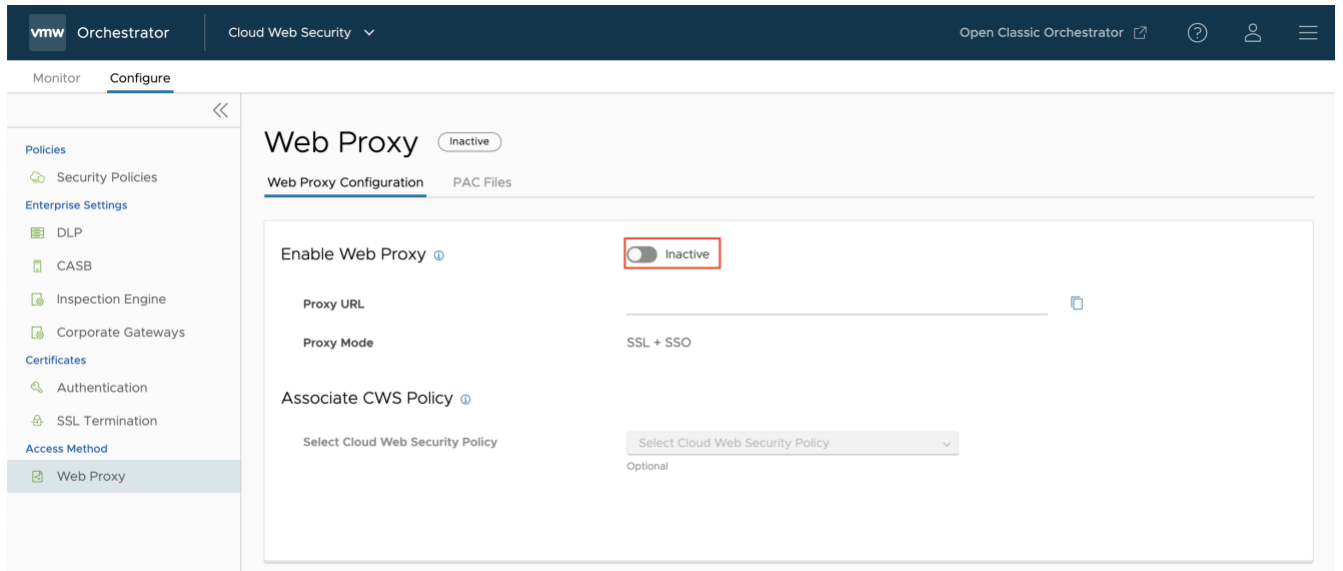 vmw Orchestrator Cloud Web Security Open Classic Orchestrator
Monitor Configure
Policies
Security Policies
Enterprise Settings
DLP
CASB
Inspection Engine
Corporate Gateways
Certificates
Authentication
SSL Termination
Access Method
Web Proxy
Web Proxy Inactive
Web Proxy Configuration PAC Files
Enable Web Proxy Inactive
Proxy URL
Proxy Mode SSL + SSO
Associate CWS Policy
Select Cloud Web Security Policy Select Cloud Web Security Policy
Optional